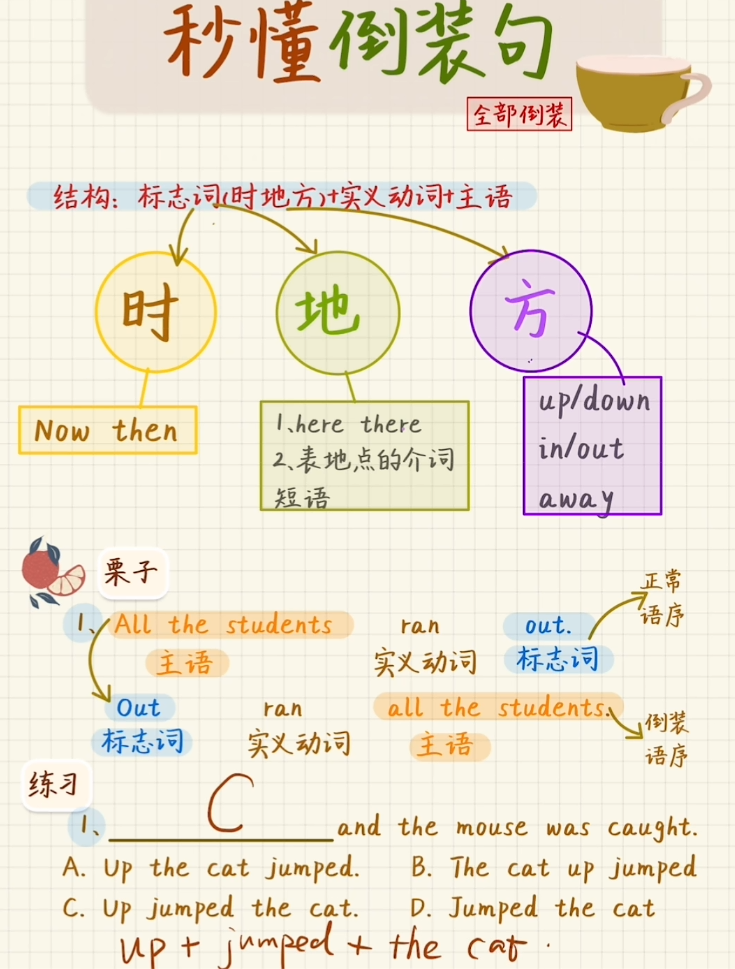 秒懂倒装句
全部倒装
结构：标志词(时地方)+实义动词+主语
时 地 方
Now then
1、here there
2、表地点的介词
短语
up/down
in/out
away
栗子
正常
语序
1、All the students ran out.
主语 实义动词 标志词
Out ran all the students.
标志词 实义动词 主语
倒装
语序
练习
1、 C and the mouse was caught.
A. Up the cat jumped. B. The cat up jumped
C. Up jumped the cat. D. Jumped the cat
up + jumped + the cat .